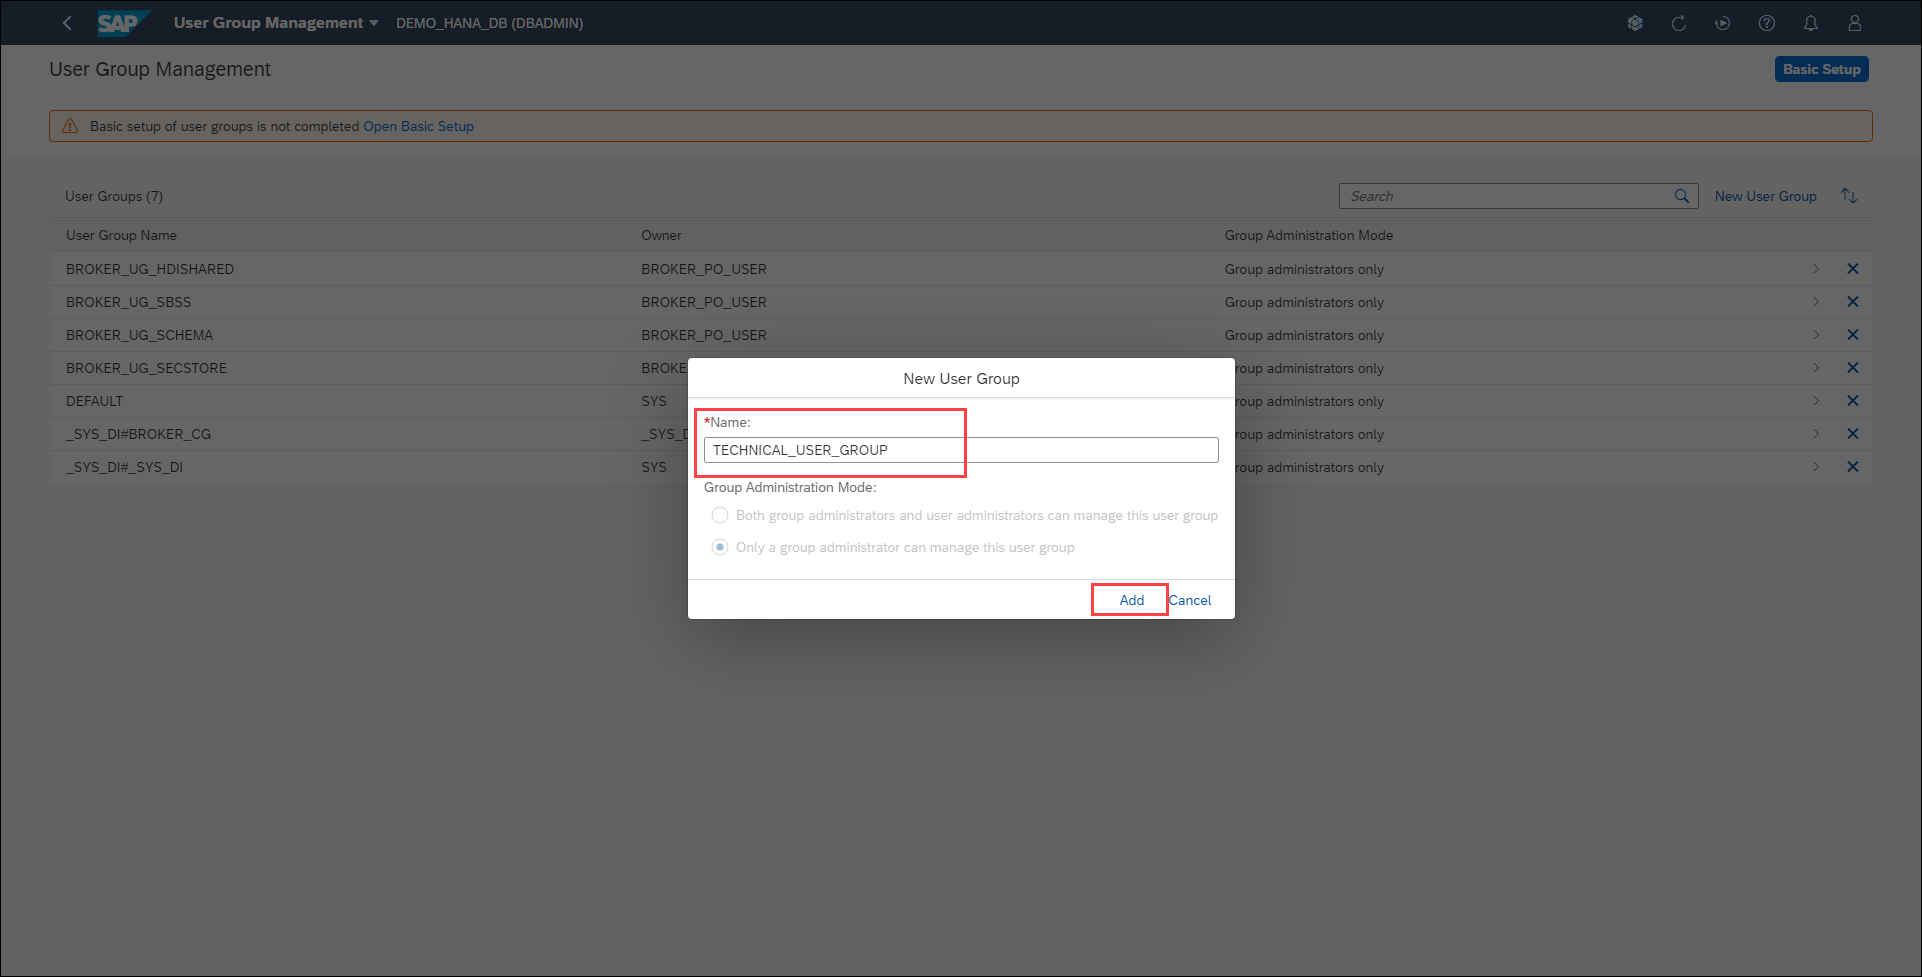 SAP User Group Management DEMO_HANA_DB (DBADMIN)
User Group Management Basic Setup
Basic setup of user groups is not completed Open Basic Setup
User Groups (7) Search New User Group
User Group Name Owner Group Administration Mode
BROKER_UG_HDISHARED BROKER_PO_USER Group administrators only
BROKER_UG_SBSS BROKER_PO_USER Group administrators only
BROKER_UG_SCHEMA BROKER_PO_USER Group administrators only
BROKER_UG_SECSTORE BROKE roup administrators only
DEFAULT SYS roup administrators only
_SYS_DI#BROKER_CG _SYS_D roup administrators only
_SYS_DI#_SYS_DI SYS roup administrators only
New User Group
*Name:
TECHNICAL_USER_GROUP
Group Administration Mode:
Both group administrators and user administrators can manage this user group
Only a group administrator can manage this user group
Add Cancel